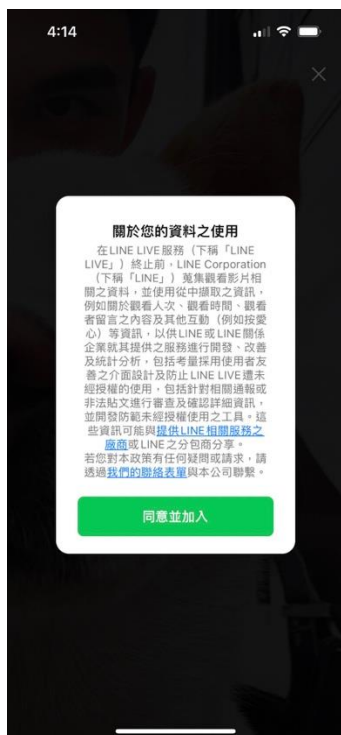 4:14
關於您的資料之使用
在LINE LIVE服務（下稱「LINE
LIVE」）終止前，LINE Corporation
（下稱「LINE」）蒐集觀看影片相
關之資料，並使用從中擷取之資訊，
例如關於觀看人次、觀看時間、觀看
者留言之內容及其他互動（例如按愛
心）等資訊，以供LINE或LINE關係
企業就其提供之服務進行開發、改善
及統計分析，包括考量採用使用者友
善之介面設計及防止LINE LIVE遭未
經授權的使用，包括針對相關通報或
非法貼文進行審查及確認詳細資訊，
並開發防範未經授權使用之工具。這
些資訊可能與提供LINE相關服務之
廠商或LINE之分包商分享。
若您對本政策有任何疑問或請求，請
透過我們的聯絡表單與本公司聯繫。
同意並加入